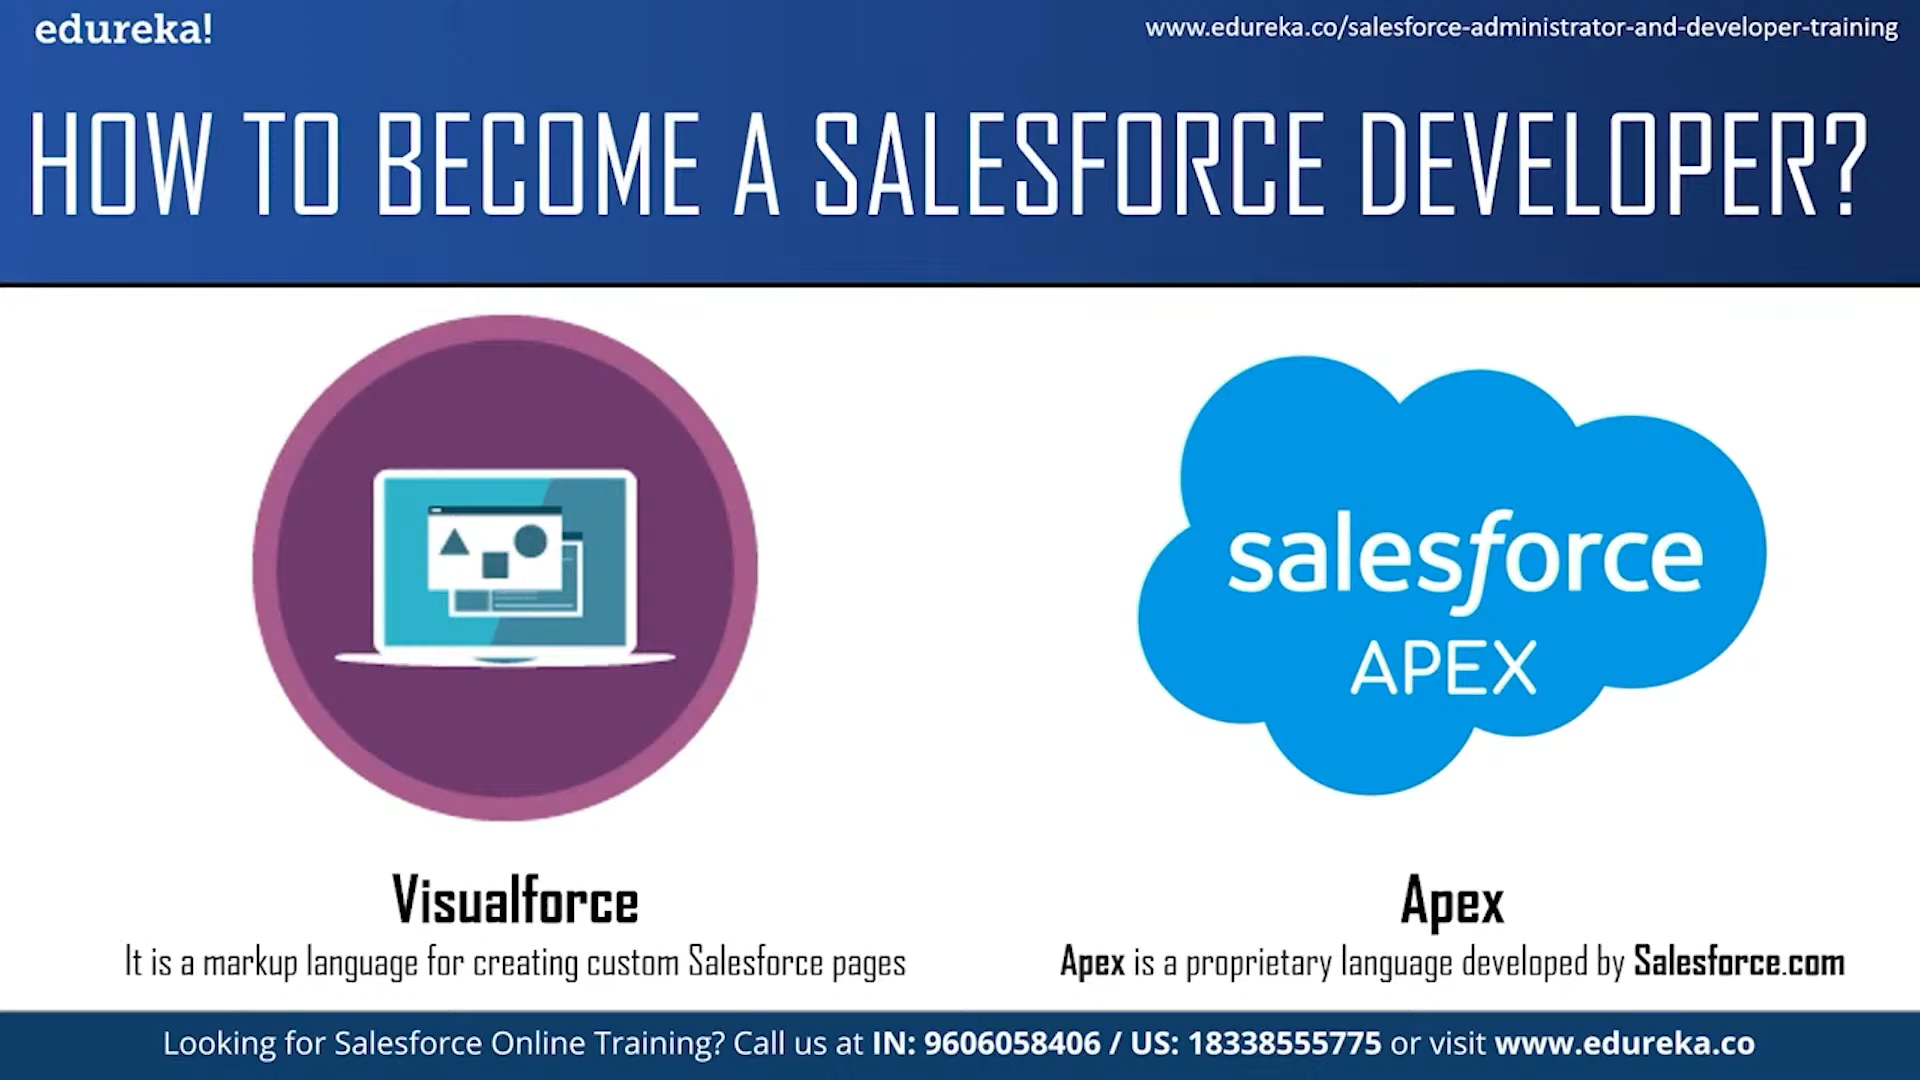 edureka!
www.edureka.co/salesforce-administrator-and-developer-training
HOW TO BECOME A SALESFORCE DEVELOPER?
salesforce
APEX
Visualforce
It is a markup language for creating custom Salesforce pages
Apex
Apex is a proprietary language developed by Salesforce.com
Looking for Salesforce Online Training? Call us at IN: 9606058406 / US: 18338555775 or visit www.edureka.co